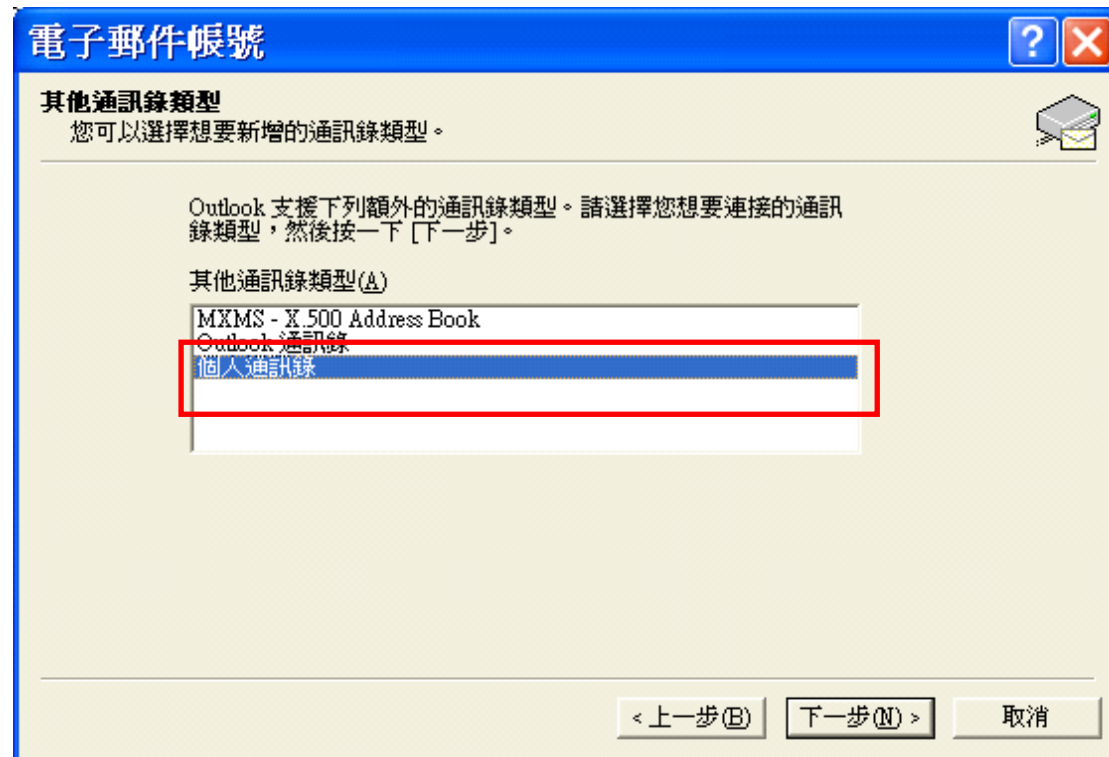 電子郵件帳號
其他通訊錄類型
您可以選擇想要新增的通訊錄類型。
Outlook 支援下列額外的通訊錄類型。請選擇您想要連接的通訊
錄類型，然後按一下 [下一步]。
其他通訊錄類型(A)
MXMS - X.500 Address Book
Outlook 通訊錄
個人通訊錄
< 上一步(B)
下一步(N) >
取消